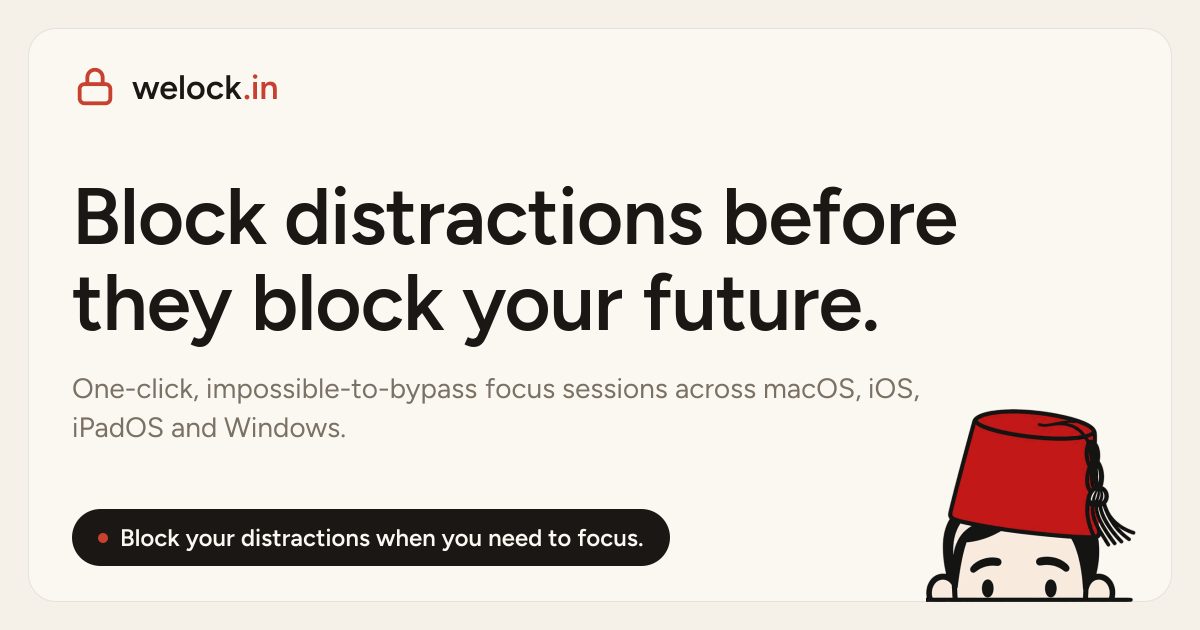 welock.in
Block distractions before
they block your future.
One-click, impossible-to-bypass focus sessions across macOS, iOS,
iPadOS and Windows.
Block your distractions when you need to focus.